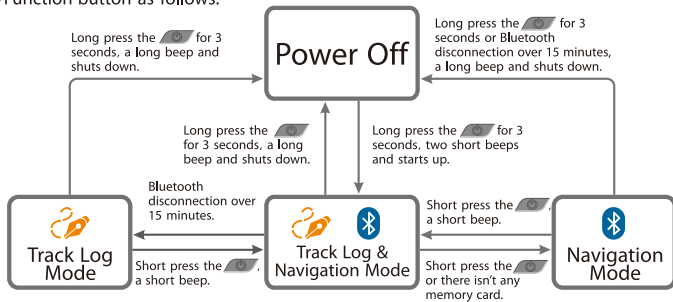 Function button as follows:
Long press the for 3
seconds, a long beep and
shuts down.
Power Off
Long press the for 3
seconds or Bluetooth
disconnection over 15 minutes,
a long beep and shuts down.
Long press the
for 3 seconds, a long
beep and shuts down.
Long press the for 3
seconds, two short beeps
and starts up.
Bluetooth
disconnection over
15 minutes.
Short press the ,
a short beep.
Track Log
Mode
Track Log &
Navigation Mode
Navigation
Mode
Short press the ,
a short beep.
Short press the
or there isn't any
memory card.